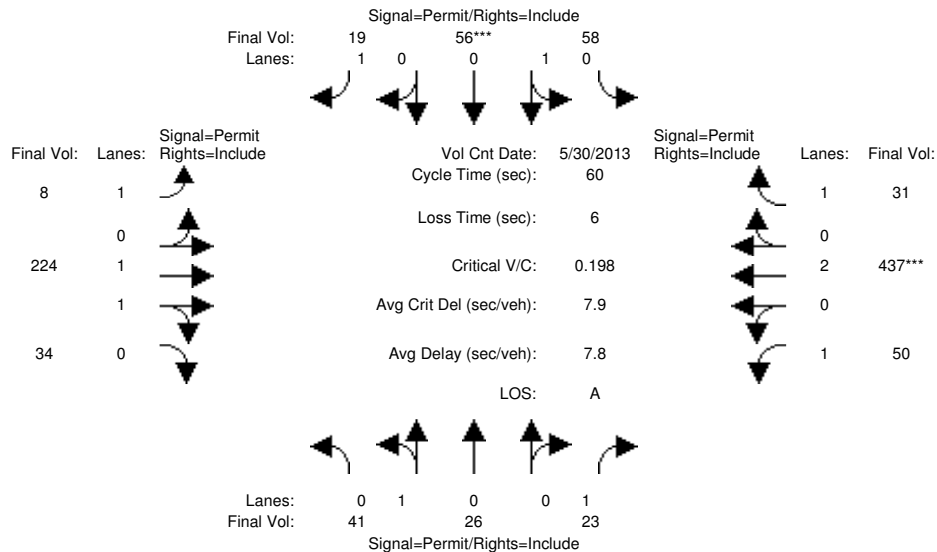 Signal=Permit/Rights=Include
Final Vol: 19 56*** 58
Lanes: 1 0 0 1 0
Signal=Permit Signal=Permit
Final Vol: Lanes: Rights=Include Vol Cnt Date: 5/30/2013 Rights=Include Lanes: Final Vol:
Cycle Time (sec): 60
8 1 1 31
Loss Time (sec): 6
0 0
224 1 Critical V/C: 0.198 2 437***
1 Avg Crit Del (sec/veh): 7.9 0
34 0 Avg Delay (sec/veh): 7.8 1 50
LOS: A
Lanes: 0 1 0 0 1
Final Vol: 41 26 23
Signal=Permit/Rights=Include